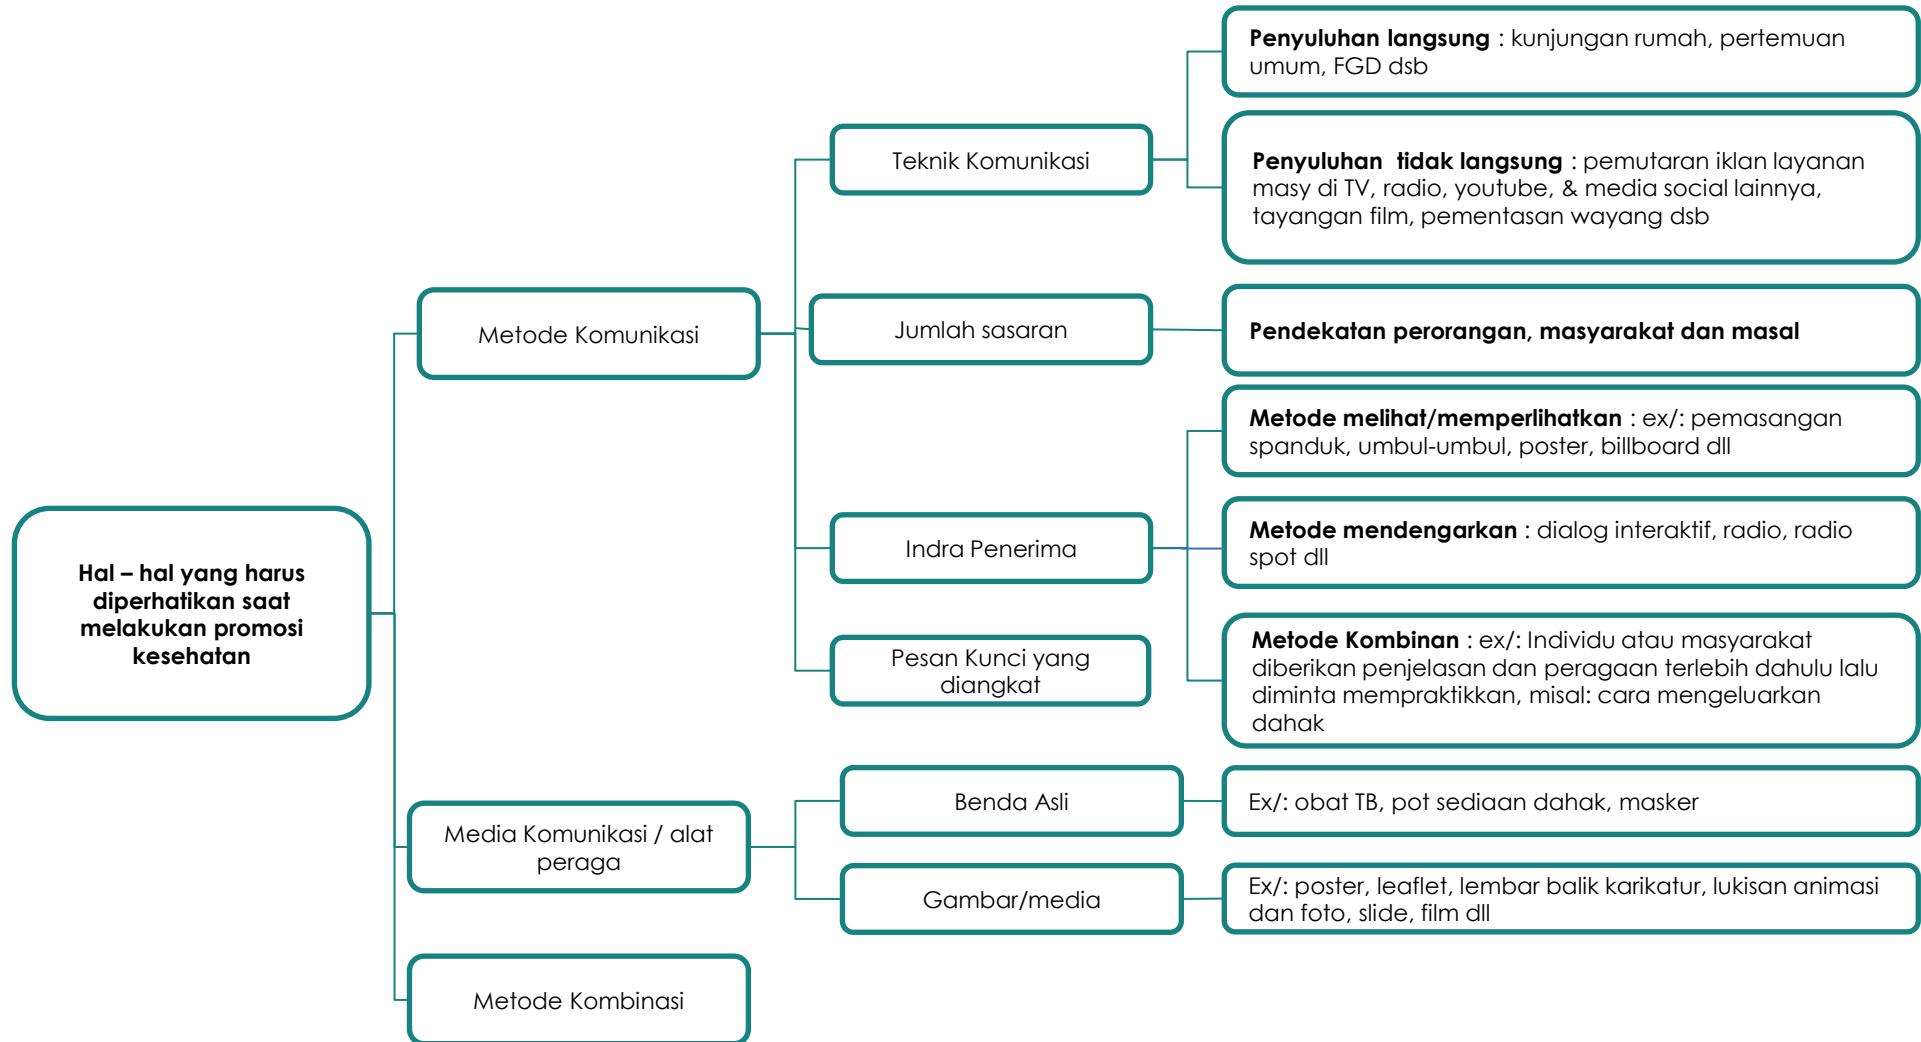 Hal – hal yang harus
diperhatikan saat
melakukan promosi
kesehatan
Metode Komunikasi
Teknik Komunikasi
Penyuluhan langsung : kunjungan rumah, pertemuan
umum, FGD dsb
Penyuluhan tidak langsung : pemutaran iklan layanan
masy di TV, radio, youtube, & media social lainnya,
tayangan film, pementasan wayang dsb
Jumlah sasaran
Pendekatan perorangan, masyarakat dan masal
Indra Penerima
Metode melihat/memperlihatkan : ex/: pemasangan
spanduk, umbul-umbul, poster, billboard dll
Metode mendengarkan : dialog interaktif, radio, radio
spot dll
Metode Kombinan : ex/: Individu atau masyarakat
diberikan penjelasan dan peragaan terlebih dahulu lalu
diminta mempraktikkan, misal: cara mengeluarkan
dahak
Pesan Kunci yang
diangkat
Media Komunikasi / alat
peraga
Benda Asli
Ex/: obat TB, pot sediaan dahak, masker
Gambar/media
Ex/: poster, leaflet, lembar balik karikatur, lukisan animasi
dan foto, slide, film dll
Metode Kombinasi